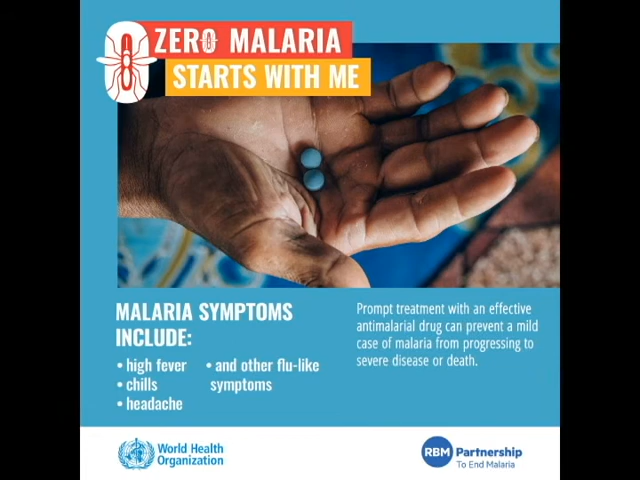 ZERO MALARIA
STARTS WITH ME
MALARIA SYMPTOMS
INCLUDE:
• high fever
• chills
• headache
• and other flu-like
symptoms
Prompt treatment with an effective
antimalarial drug can prevent a mild
case of malaria from progressing to
severe disease or death.
World Health
Organization
RBM Partnership
To End Malaria